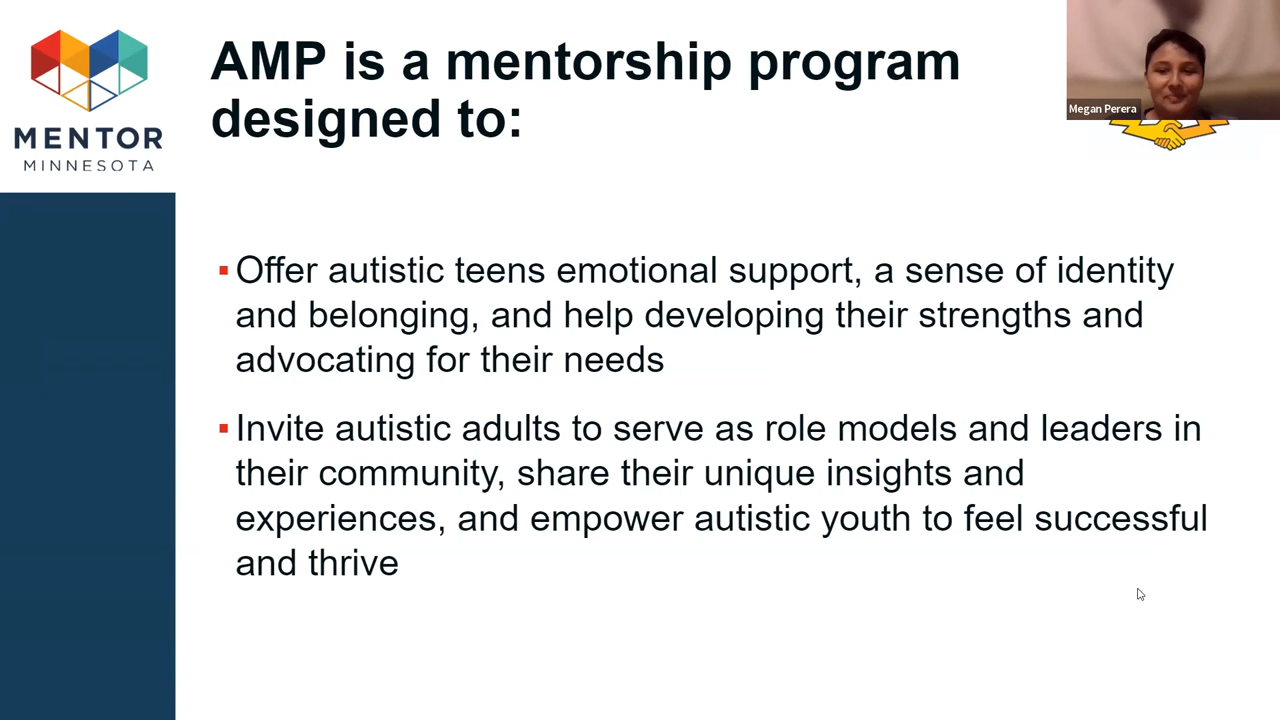 MENTOR
MINNESOTA
AMP is a mentorship program
designed to:
Megan Perera
▪Offer autistic teens emotional support, a sense of identity
and belonging, and help developing their strengths and
advocating for their needs
▪Invite autistic adults to serve as role models and leaders in
their community, share their unique insights and
experiences, and empower autistic youth to feel successful
and thrive